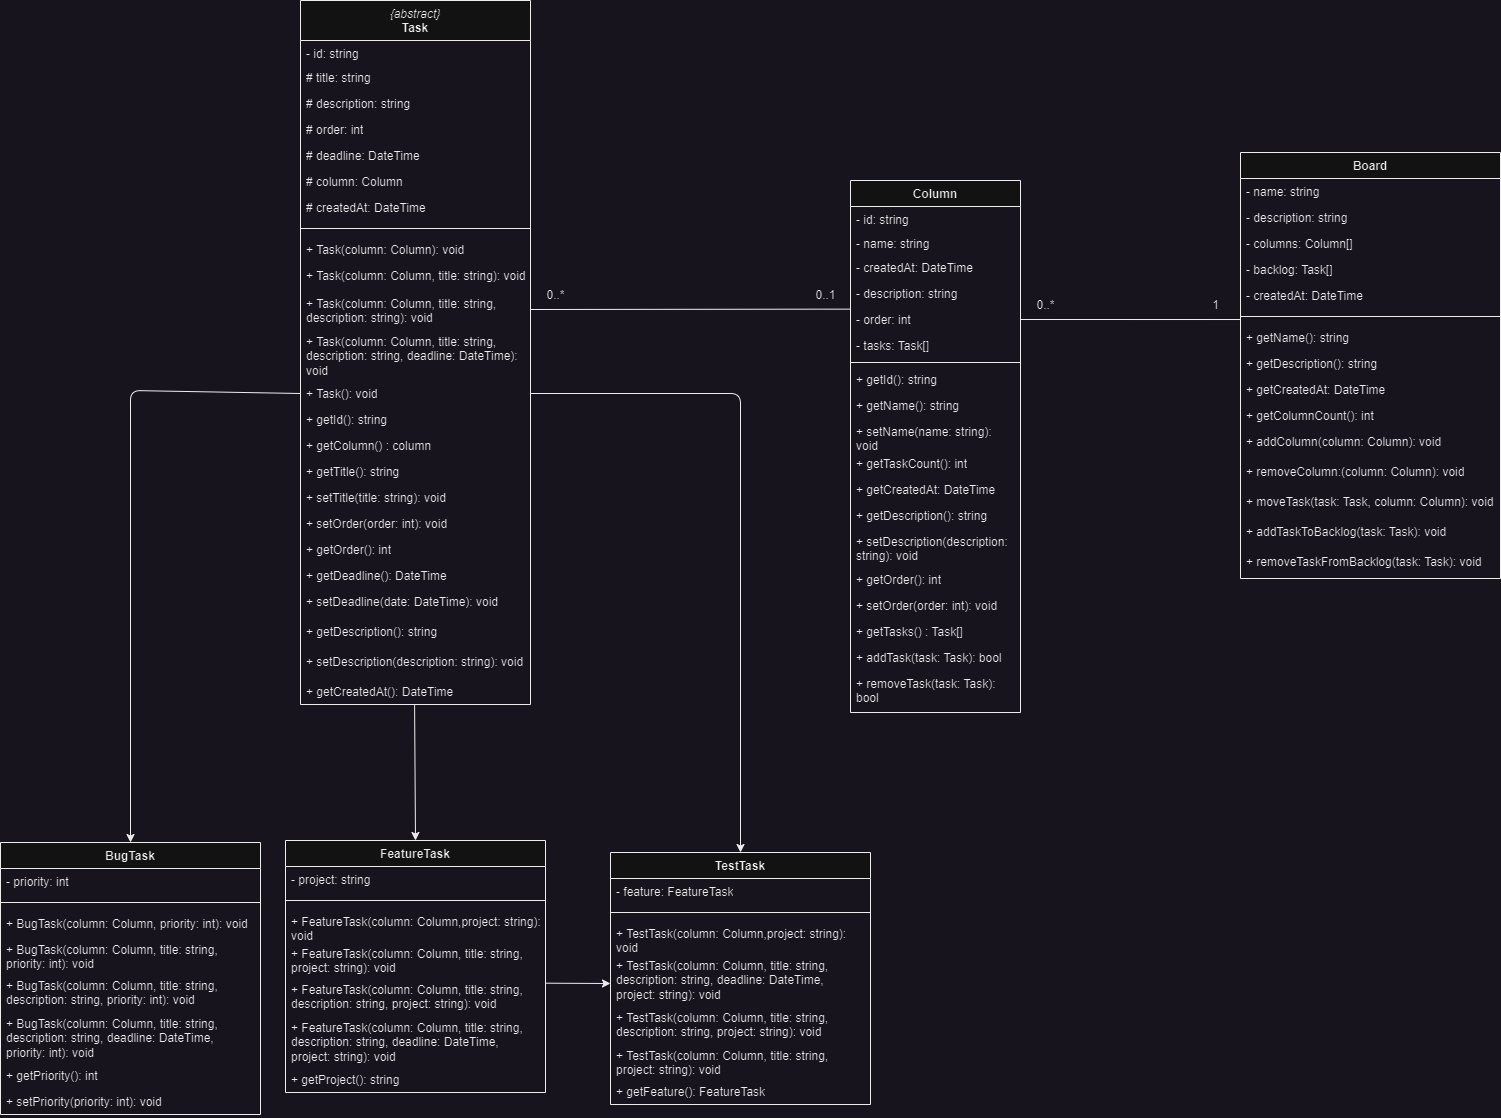 {abstract}
Task
- id: string
# title: string
# description: string
# order: int
# deadline: DateTime
# column: Column
# createdAt: DateTime
+ Task(column: Column): void
+ Task(column: Column, title: string): void
+ Task(column: Column, title: string,
description: string): void
+ Task(column: Column, title: string,
description: string, deadline: DateTime):
void
+ Task(): void
+ getId(): string
+ getColumn() : column
+ getTitle(): string
+ setTitle(title: string): void
+ setOrder(order: int): void
+ getOrder(): int
+ getDeadline(): DateTime
+ setDeadline(date: DateTime): void
+ getDescription(): string
+ setDescription(description: string): void
+ getCreatedAt(): DateTime
0..*
0..1
Column
- id: string
- name: string
- createdAt: DateTime
- description: string
- order: int
- tasks: Task[]
+ getId(): string
+ getName(): string
+ setName(name: string):
void
+ getTaskCount(): int
+ getCreatedAt: DateTime
+ getDescription(): string
+ setDescription(description:
string): void
+ getOrder(): int
+ setOrder(order: int): void
+ getTasks() : Task[]
+ addTask(task: Task): bool
+ removeTask(task: Task):
bool
0..*
1
Board
- name: string
- description: string
- columns: Column[]
- backlog: Task[]
- createdAt: DateTime
+ getName(): string
+ getDescription(): string
+ getCreatedAt: DateTime
+ getColumnCount(): int
+ addColumn(column: Column): void
+ removeColumn:(column: Column): void
+ moveTask(task: Task, column: Column): void
+ addTaskToBacklog(task: Task): void
+ removeTaskFromBacklog(task: Task): void
BugTask
- priority: int
+ BugTask(column: Column, priority: int): void
+ BugTask(column: Column, title: string,
priority: int): void
+ BugTask(column: Column, title: string,
description: string, priority: int): void
+ BugTask(column: Column, title: string,
description: string, deadline: DateTime,
priority: int): void
+ getPriority(): int
+ setPriority(priority: int): void
FeatureTask
- project: string
+ FeatureTask(column: Column,project: string):
void
+ FeatureTask(column: Column, title: string,
project: string): void
+ FeatureTask(column: Column, title: string,
description: string, project: string): void
+ FeatureTask(column: Column, title: string,
description: string, deadline: DateTime,
project: string): void
+ getProject(): string
TestTask
- feature: FeatureTask
+ TestTask(column: Column,project: string):
void
+ TestTask(column: Column, title: string,
description: string, deadline: DateTime,
project: string): void
+ TestTask(column: Column, title: string,
description: string, project: string): void
+ TestTask(column: Column, title: string,
project: string): void
+ getFeature(): FeatureTask